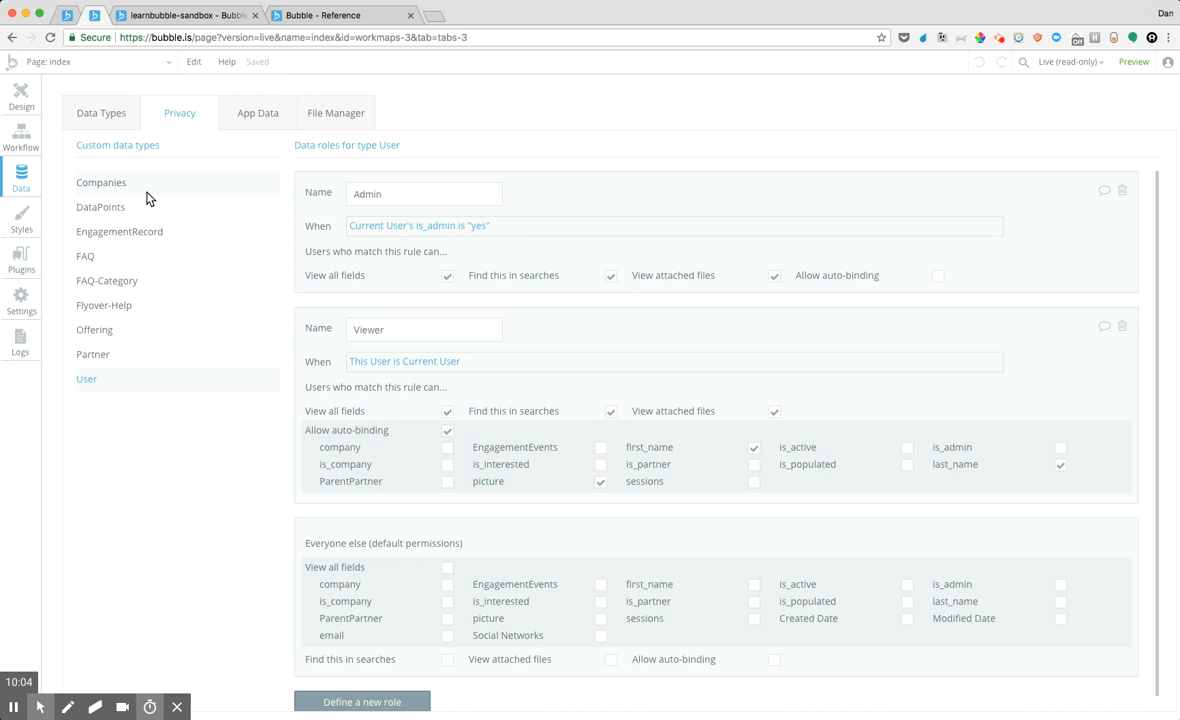 learnbubble-sandbox - Bubble Bubble - Reference Dan
Secure https://bubble.is/page?version=live&name=index&id=workmaps-3&tab=tabs-3
Page: index Edit Help Saved Live (read-only) Preview
Design
Workflow
Data
Styles
Plugins
Settings
Logs
Data Types Privacy App Data File Manager
Custom data types
Companies
DataPoints
EngagementRecord
FAQ
FAQ-Category
Flyover-Help
Offering
Partner
User
Data roles for type User
Name Admin
When Current User's is_admin is "yes"
Users who match this rule can...
View all fields Find this in searches View attached files Allow auto-binding
Name Viewer
When This User is Current User
Users who match this rule can...
View all fields Find this in searches View attached files
Allow auto-binding
company EngagementEvents first_name is_active is_admin
is_company is_interested is_partner is_populated last_name
ParentPartner picture sessions
Everyone else (default permissions)
View all fields
company EngagementEvents first_name is_active is_admin
is_company is_interested is_partner is_populated last_name
ParentPartner picture sessions Created Date Modified Date
email Social Networks
Find this in searches View attached files Allow auto-binding
Define a new role
10:04